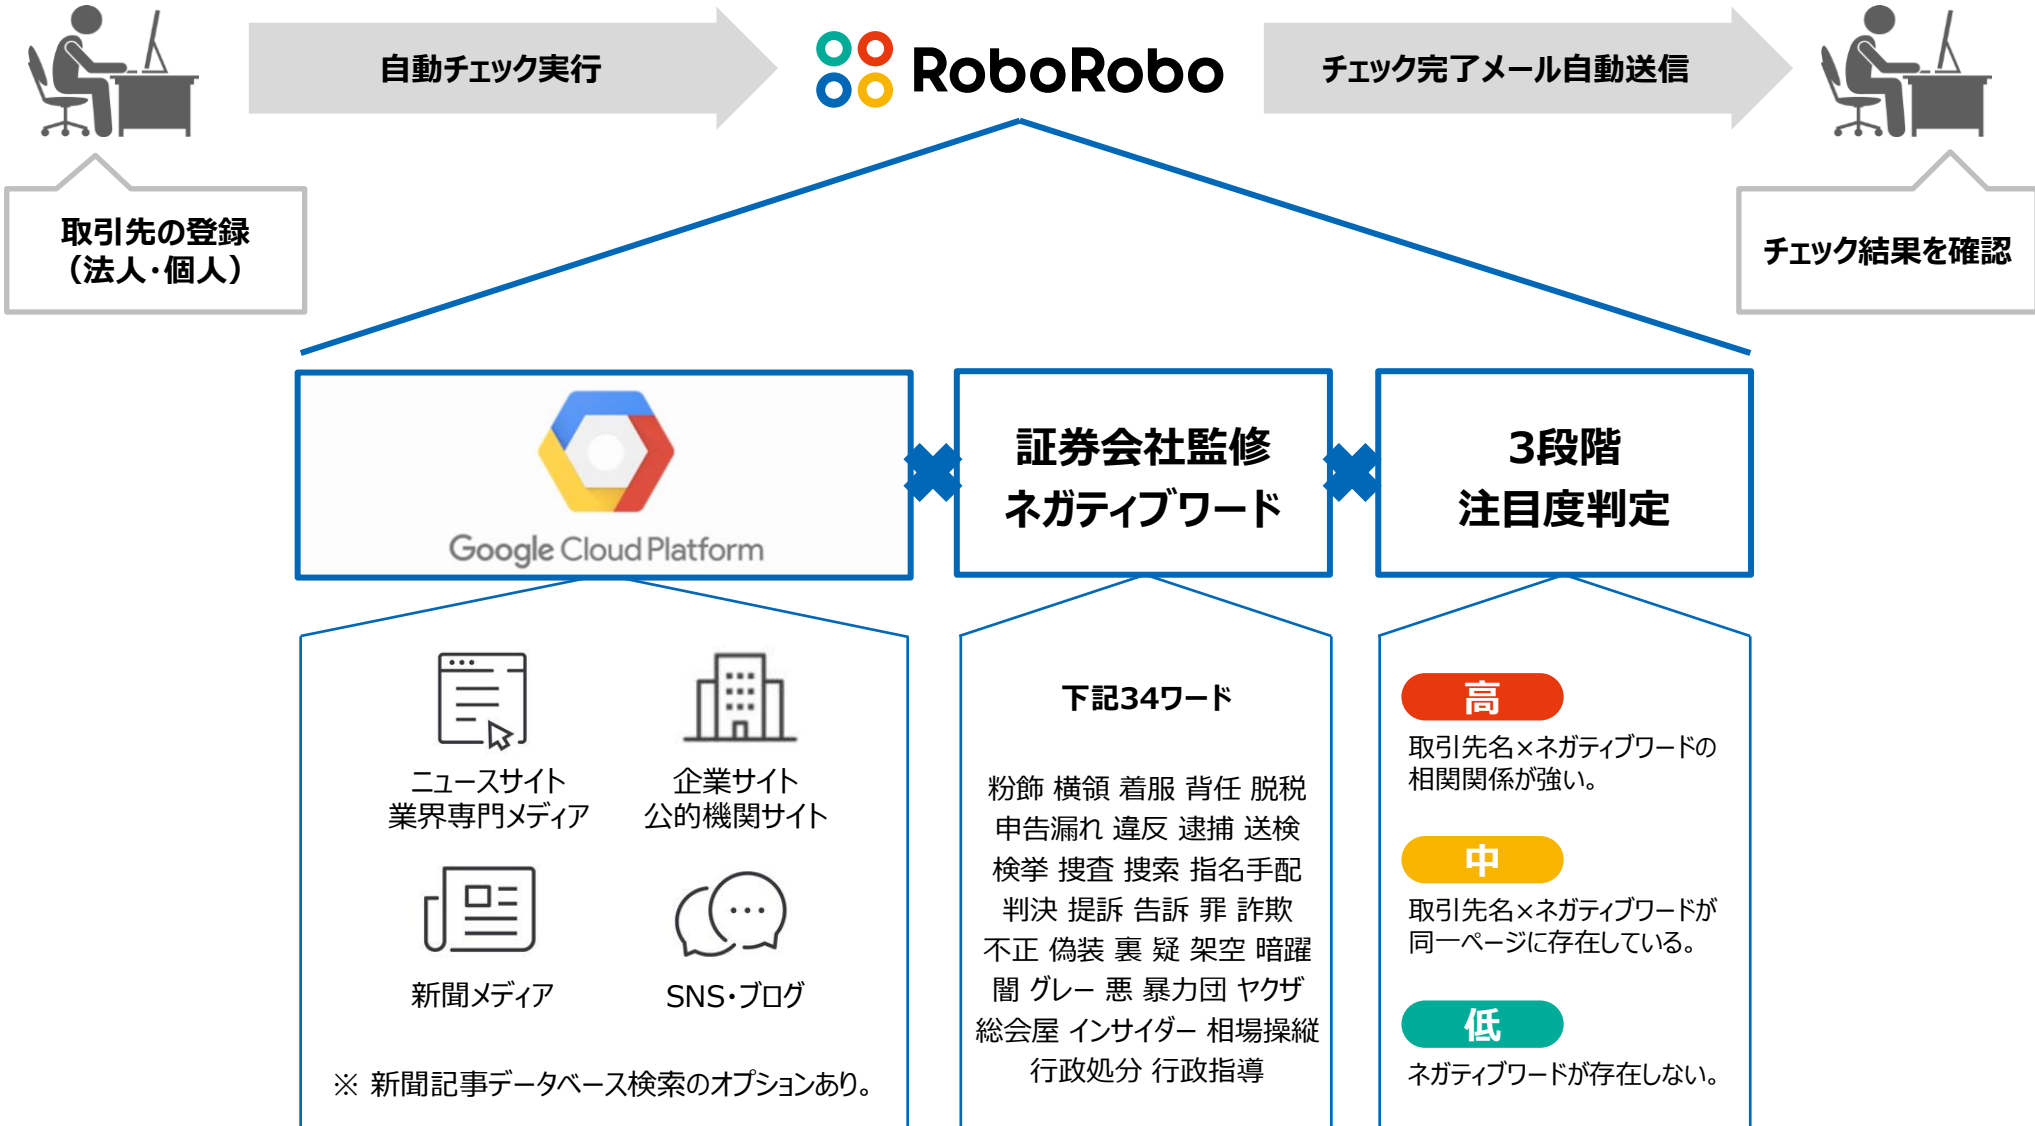 自動チェック実行
RoboRobo
チェック完了メール自動送信
取引先の登録
（法人・個人）
チェック結果を確認
Google Cloud Platform
証券会社監修
ネガティブワード
3段階
注目度判定
ニュースサイト
業界専門メディア
企業サイト
公的機関サイト
新聞メディア
SNS・ブログ
※ 新聞記事データベース検索のオプションあり。
下記34ワード
粉飾 横領 着服 背任 脱税
申告漏れ 違反 逮捕 送検
検挙 捜査 捜索 指名手配
判決 提訴 告訴 罪 詐欺
不正 偽装 裏 疑 架空 暗躍
闇 グレー 悪 暴力団 ヤクザ
総会屋 インサイダー 相場操縦
行政処分 行政指導
高
取引先名×ネガティブワードの
相関関係が強い。
中
取引先名×ネガティブワードが
同一ページに存在している。
低
ネガティブワードが存在しない。